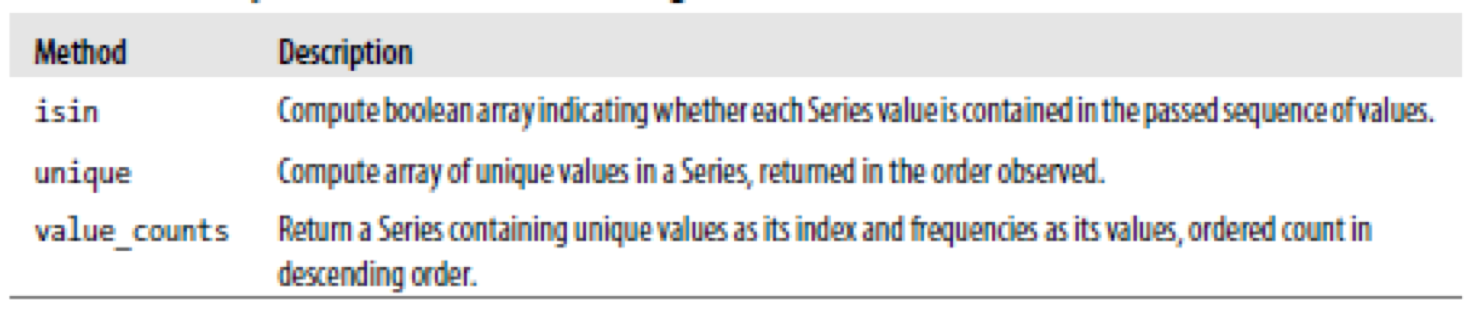 Method Description
isin Compute boolean array indicating whether each Series value is contained in the passed sequence of values.
unique Compute array of unique values in a Series, returned in the order observed.
value_counts Return a Series containing unique values as its index and frequencies as its values, ordered count in
descending order.